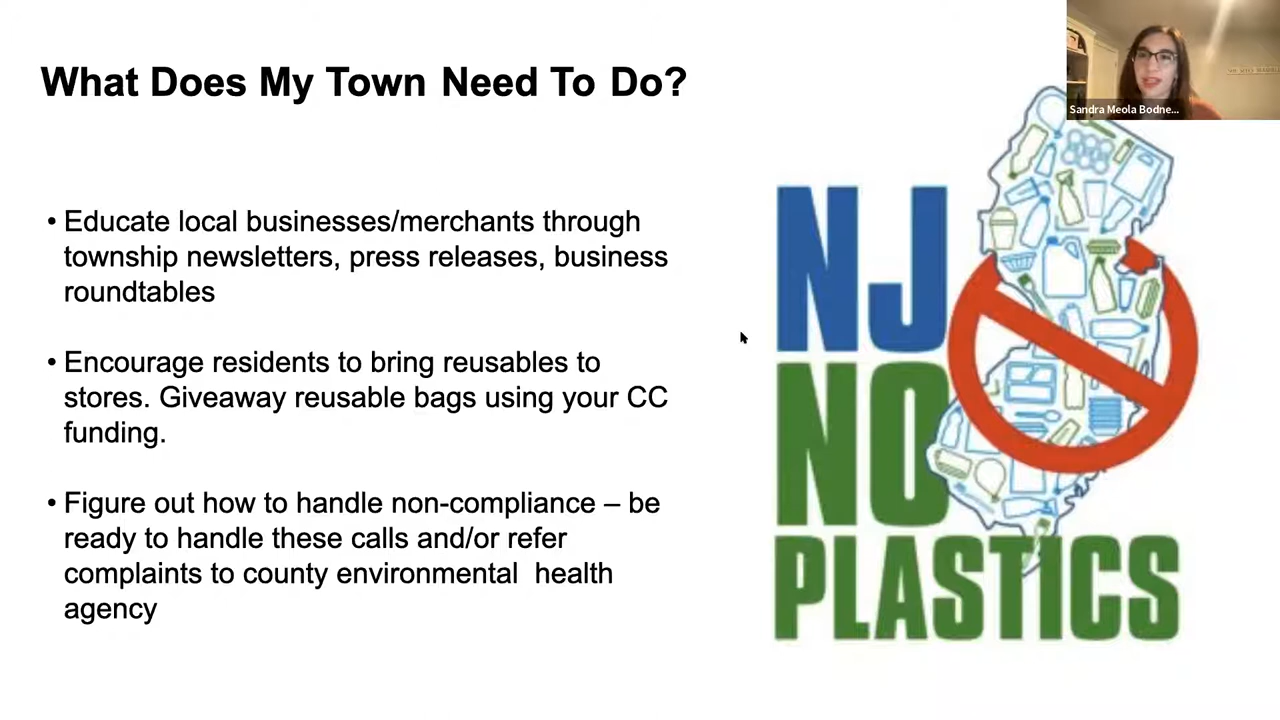 What Does My Town Need To Do?
Sandra Meola Bodne...
• Educate local businesses/merchants through
township newsletters, press releases, business
roundtables
• Encourage residents to bring reusables to
stores. Giveaway reusable bags using your CC
funding.
• Figure out how to handle non-compliance – be
ready to handle these calls and/or refer
complaints to county environmental health
agency
NJ
NO
PLASTICS